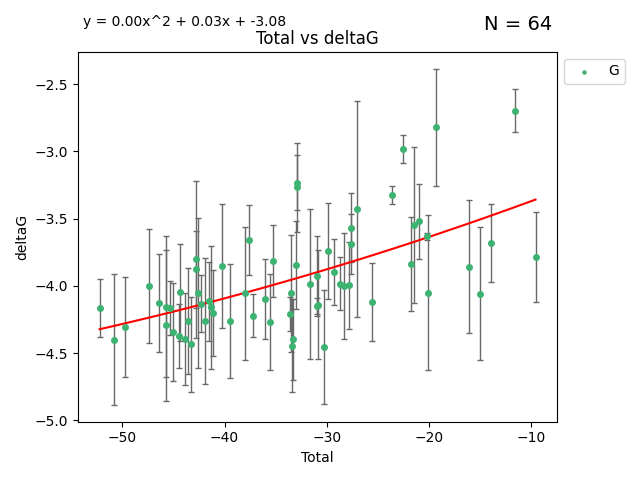 y = 0.00x^2 + 0.03x + -3.08
N = 64
Total vs deltaG
G
deltaG
−2.5
−3.0
−3.5
−4.0
−4.5
−5.0
−50
−40
−30
−20
−10
Total